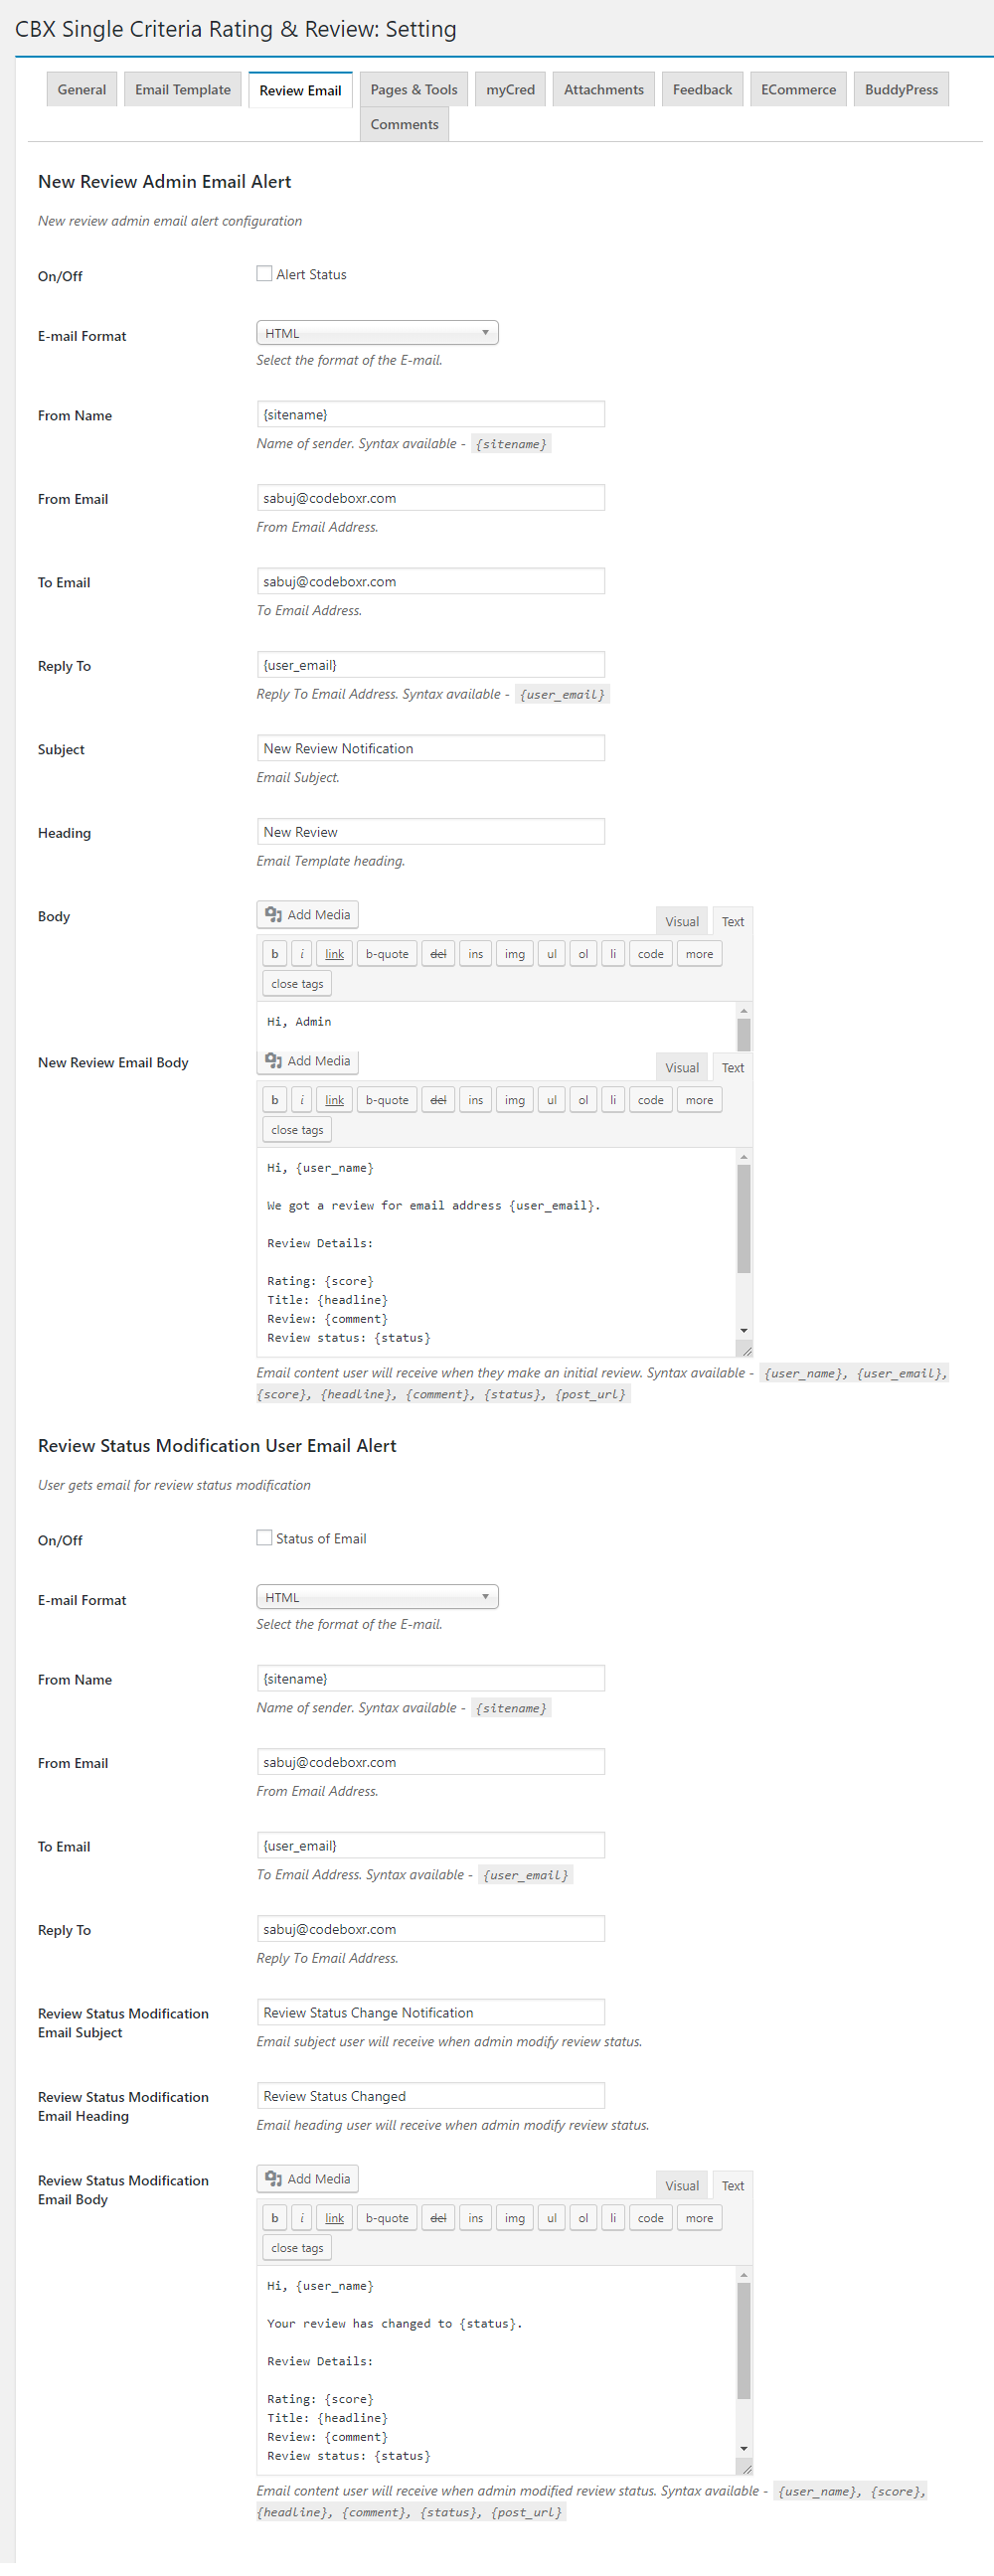 CBX Single Criteria Rating & Review: Setting
General
Email Template
Review Email
Pages & Tools
myCred
Attachments
Feedback
ECommerce
BuddyPress
Comments
New Review Admin Email Alert
New review admin email alert configuration
On/Off
Alert Status
E-mail Format
HTML
Select the format of the E-mail.
From Name
{sitename}
Name of sender. Syntax available - {sitename}
From Email
sabuj@codeboxr.com
From Email Address.
To Email
sabuj@codeboxr.com
To Email Address.
Reply To
{user_email}
Reply To Email Address. Syntax available - {user_email}
Subject
New Review Notification
Email Subject.
Heading
New Review
Email Template heading.
Body
Add Media
Visual
Text
b i link b-quote del ins img ul ol li code more
close tags
Hi, Admin
New Review Email Body
Add Media
Visual
Text
b i link b-quote del ins img ul ol li code more
close tags
Hi, {user_name}
We got a review for email address {user_email}.
Review Details:
Rating: {score}
Title: {headline}
Review: {comment}
Review status: {status}
Email content user will receive when they make an initial review. Syntax available - {user_name}, {user_email},
{score}, {headline}, {comment}, {status}, {post_url}
Review Status Modification User Email Alert
User gets email for review status modification
On/Off
Status of Email
E-mail Format
HTML
Select the format of the E-mail.
From Name
{sitename}
Name of sender. Syntax available - {sitename}
From Email
sabuj@codeboxr.com
From Email Address.
To Email
{user_email}
To Email Address. Syntax available - {user_email}
Reply To
sabuj@codeboxr.com
Reply To Email Address.
Review Status Modification
Email Subject
Review Status Change Notification
Email subject user will receive when admin modify review status.
Review Status Modification
Email Heading
Review Status Changed
Email heading user will receive when admin modify review status.
Review Status Modification
Email Body
Add Media
Visual
Text
b i link b-quote del ins img ul ol li code more
close tags
Hi, {user_name}
Your review has changed to {status}.
Review Details:
Rating: {score}
Title: {headline}
Review: {comment}
Review status: {status}
Email content user will receive when admin modified review status. Syntax available - {user_name}, {score},
{headline}, {comment}, {status}, {post_url}